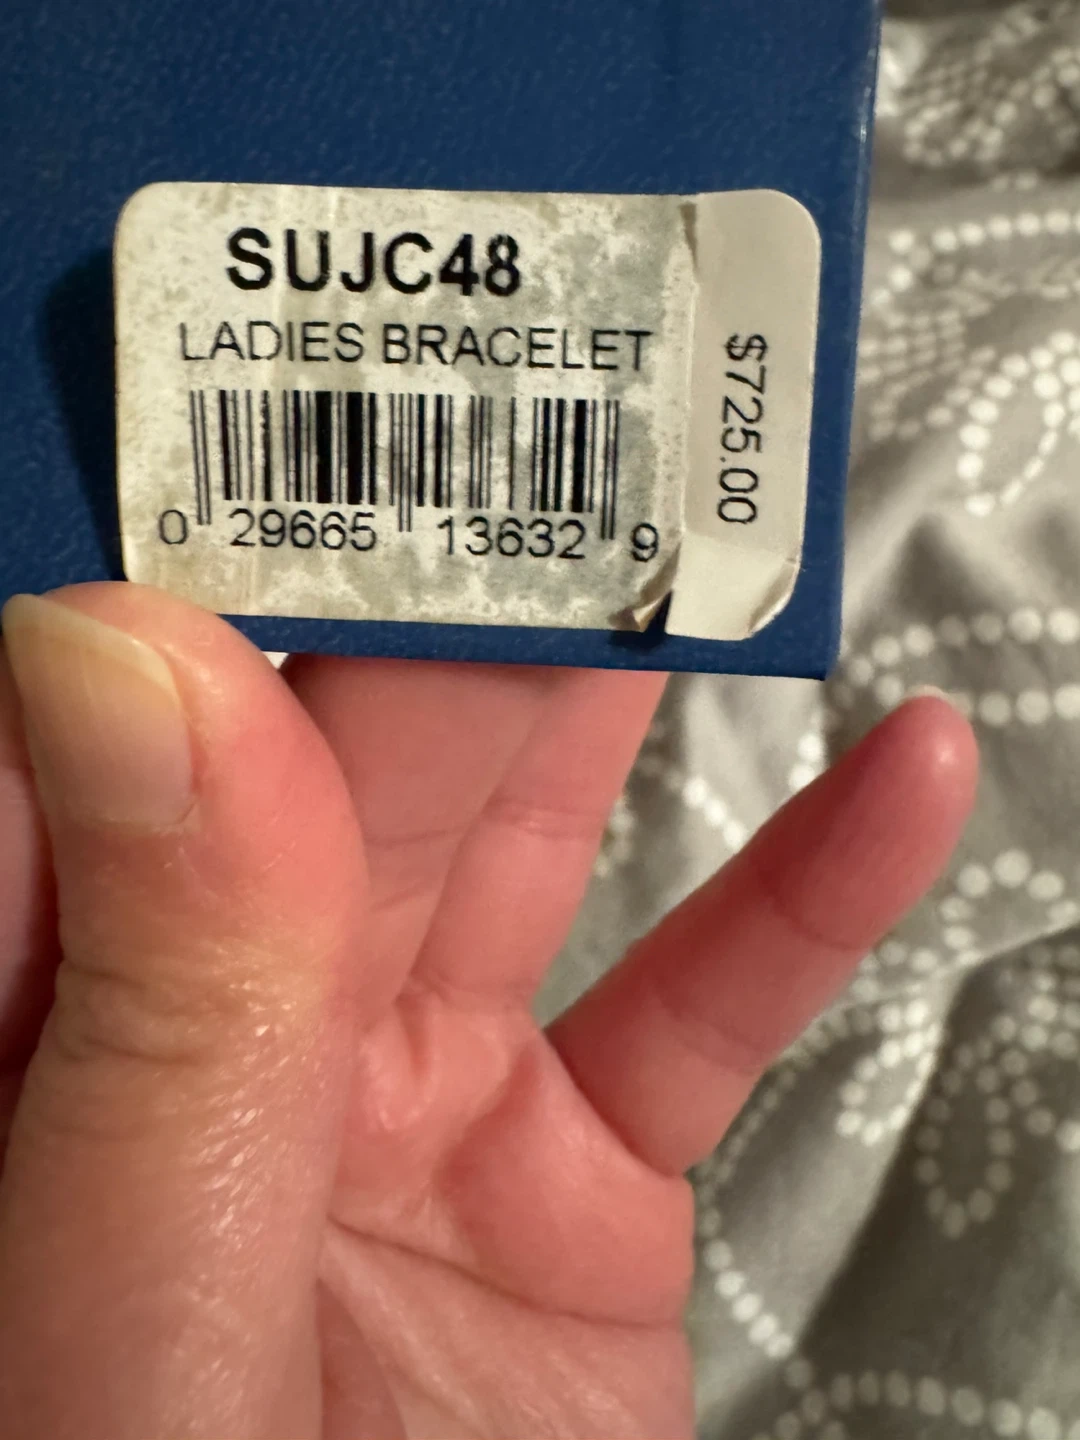 SUJC48
LADIES BRACELET
0 29665 13632 9
$725.00